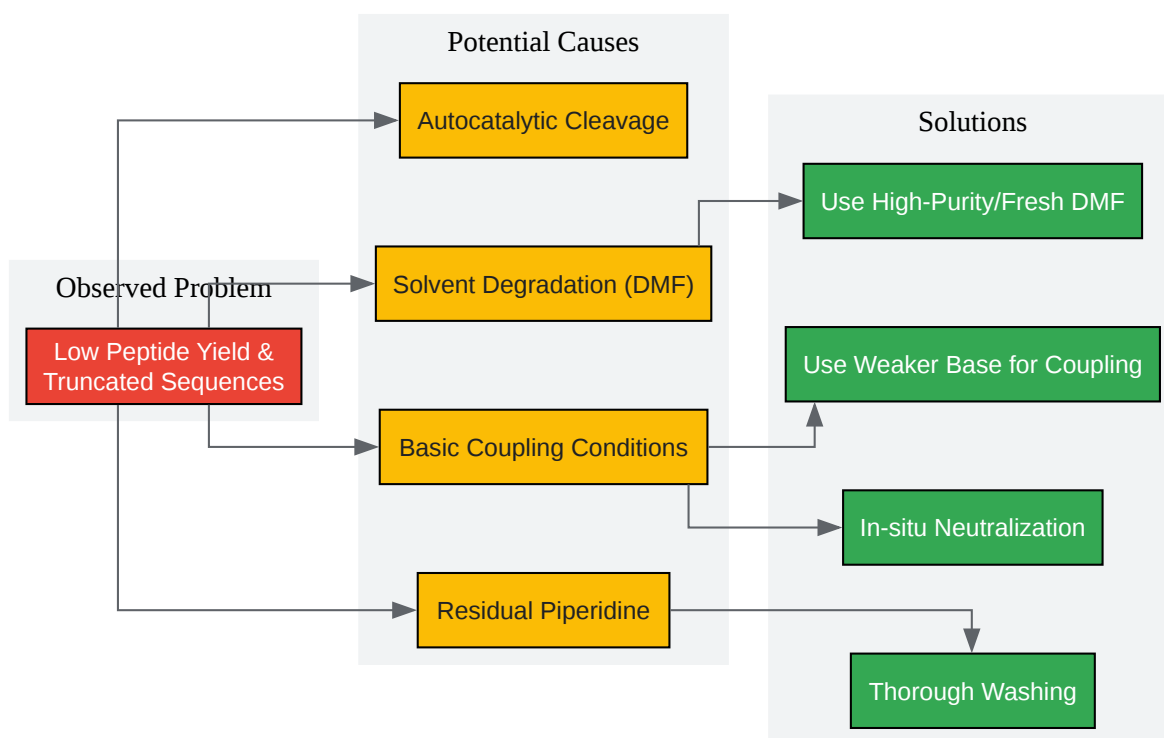 Observed Problem
Low Peptide Yield &
Truncated Sequences
Potential Causes
Autocatalytic Cleavage
Solvent Degradation (DMF)
Basic Coupling Conditions
Residual Piperidine
Solutions
Use High-Purity/Fresh DMF
Use Weaker Base for Coupling
In-situ Neutralization
Thorough Washing